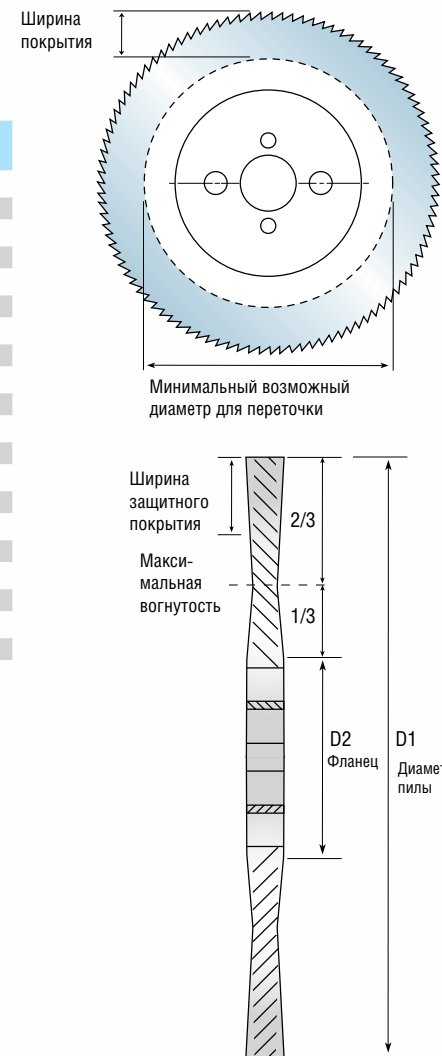 Ширина
покрытия
Минимальный возможный
диаметр для переточки
Ширина
защитного
покрытия
2/3
Макси-
мальная
вогнутость
1/3
D2
Фланец
D1
Диамет
пилы